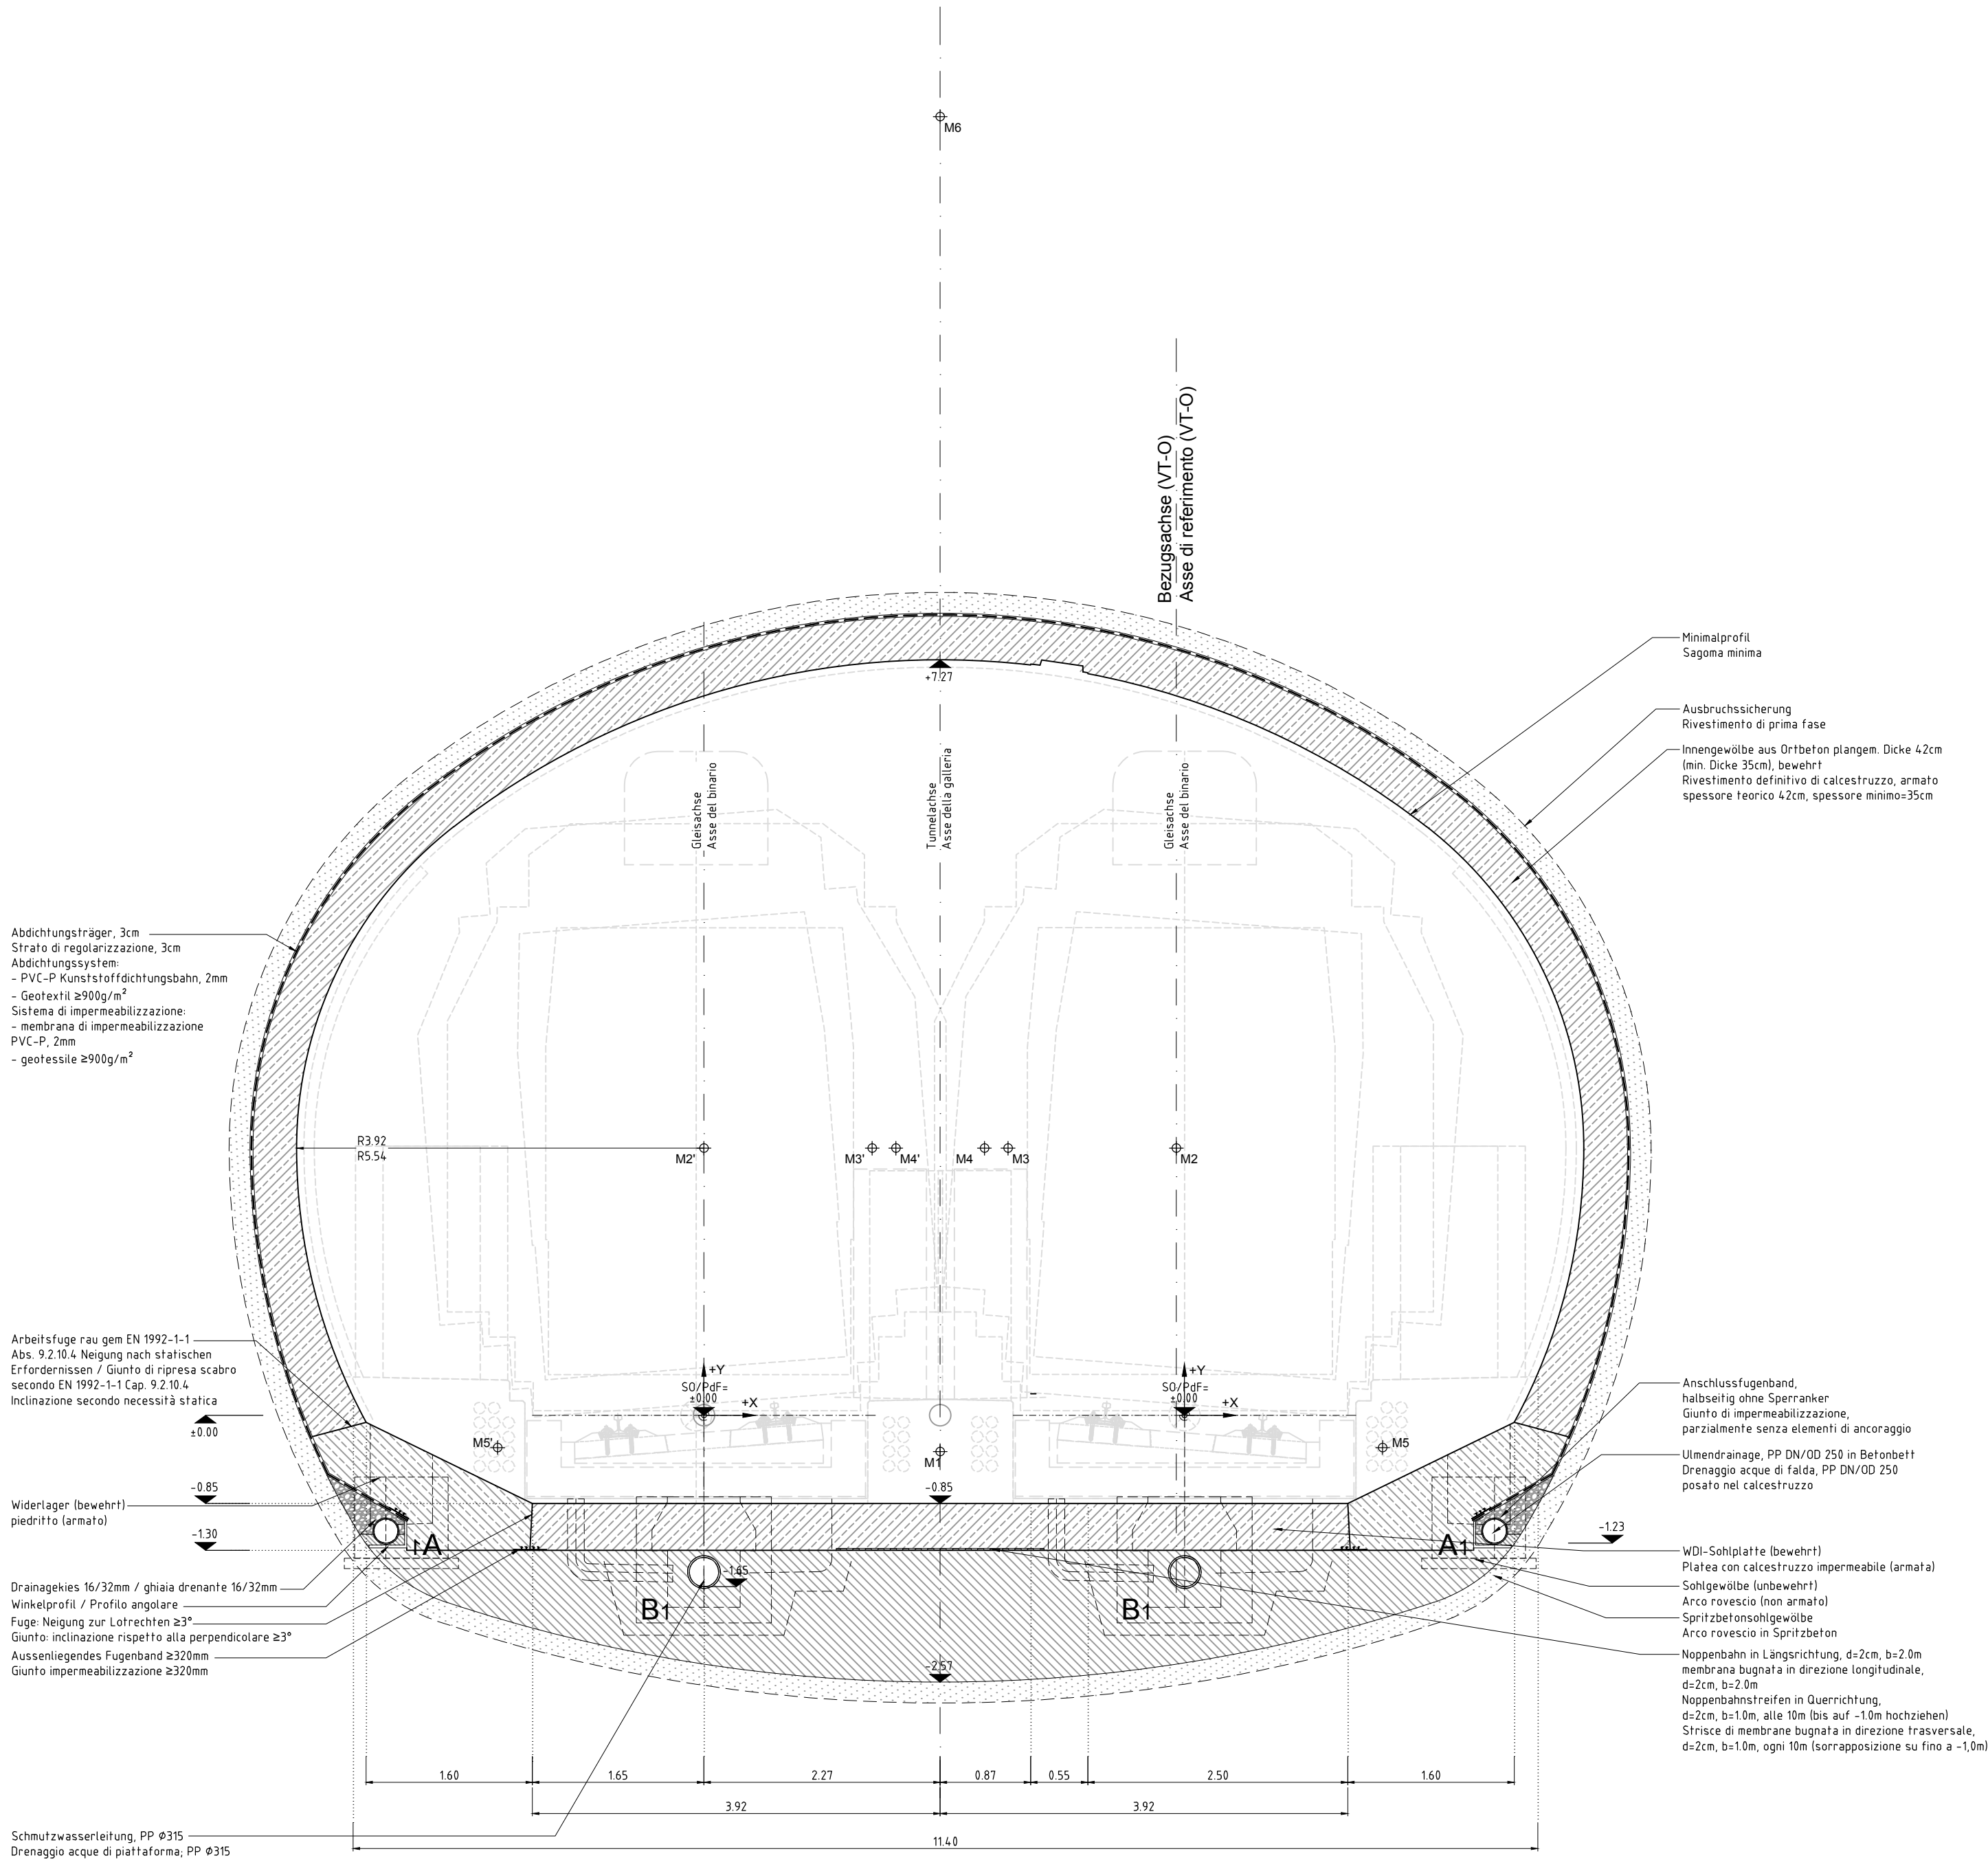 M6
Bezugsachse (VT-O)
Asse di referimento (VT-O)
Minimalprofil
Sagoma minima
+7.27
Ausbruchssicherung
Rivestimento di prima fase
Innengewölbe aus Ortbeton plangem. Dicke 42cm
(min. Dicke 35cm), bewehrt
Rivestimento definitivo di calcestruzzo, armato
spessore teorico 42cm, spessore minimo=35cm
Gleisachse
Asse del binario
Tunnelachse
Asse della galleria
Gleisachse
Asse del binario
Abdichtungsträger, 3cm
Strato di regolarizzazione, 3cm
Abdichtungssystem:
- PVC-P Kunststoffdichtungsbahn, 2mm
- Geotextil ≥900g/m²
Sistema di impermeabilizzazione:
- membrana di impermeabilizzazione
PVC-P, 2mm
- geotessile ≥900g/m²
R3.92
R5.54
M2'
M3'
M4'
M4
M3
M2
Arbeitsfuge rau gem EN 1992-1-1
Abs. 9.2.10.4 Neigung nach statischen
Erfordernissen / Giunto di ripresa scabro
secondo EN 1992-1-1 Cap. 9.2.10.4
Inclinazione secondo necessità statica
±0.00
+Y
SO/PdF=
±0.00
+X
+Y
SO/PdF=
±0.00
+X
M5'
M1
M5
Anschlussfugenband,
halbseitig ohne Sperranker
Giunto di impermeabilizzazione,
parzialmente senza elementi di ancoraggio
Ulmendrainage, PP DN/OD 250 in Betonbett
Drenaggio acque di falda, PP DN/OD 250
posato nel calcestruzzo
-0.85
-0.85
Widerlager (bewehrt)
piedritto (armato)
-1.30
-1.23
A1
A1
WDI-Sohlplatte (bewehrt)
Platea con calcestruzzo impermeabile (armata)
-1.65
B1
B1
Drainagekies 16/32mm / ghiaia drenante 16/32mm
Winkelprofil / Profilo angolare
Fuge: Neigung zur Lotrechten ≥3°
Giunto: inclinazione rispetto alla perpendicolare ≥3°
Aussenliegendes Fugenband ≥320mm
Giunto impermeabilizzazione ≥320mm
Sohlgewölbe (unbewehrt)
Arco rovescio (non armato)
Spritzbetonsohlgewölbe
Arco rovescio in Spritzbeton
-2.57
Noppenbahn in Längsrichtung, d=2cm, b=2.0m
membrana bugnata in direzione longitudinale,
d=2cm, b=2.0m
Noppenbahnstreifen in Querrichtung,
d=2cm, b=1.0m, alle 10m (bis auf -1.0m hochziehen)
Strisce di membrane bugnata in direzione trasversale,
d=2cm, b=1.0m, ogni 10m (sorrapposizione su fino a -1,0m)
1.60
1.65
2.27
0.87
0.55
2.50
1.60
3.92
3.92
11.40
Schmutzwasserleitung, PP Ø315
Drenaggio acque di piattaforma; PP Ø315